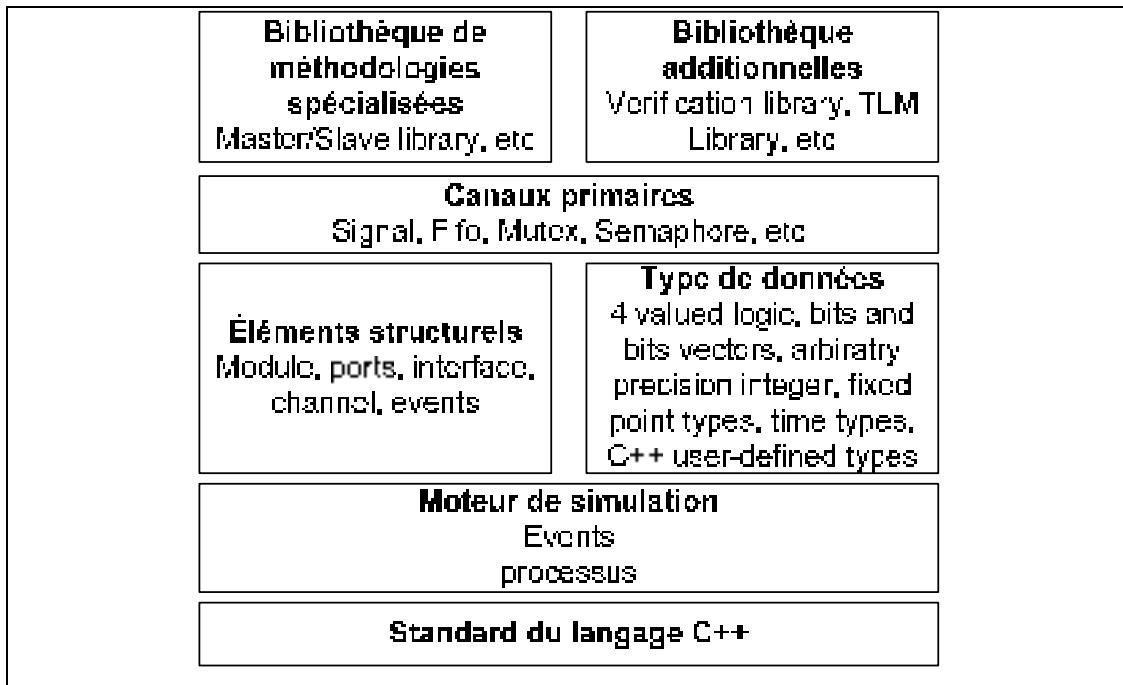 Bibliothèque de
méthodologies
spécialisées
Master/Slave library, etc
Bibliothèque
additionnelles
Verification library, TLM
Library, etc
Canaux primaires
Signal, Fifo, Mutex, Semaphore, etc
Éléments structurels
Module, ports, interface,
channel, events
Type de données
4 valued logic, bits and
bits vectors, arbiratry
precision integer, fixed
point types, time types,
C++ user-defined types
Moteur de simulation
Events
processus
Standard du langage C++